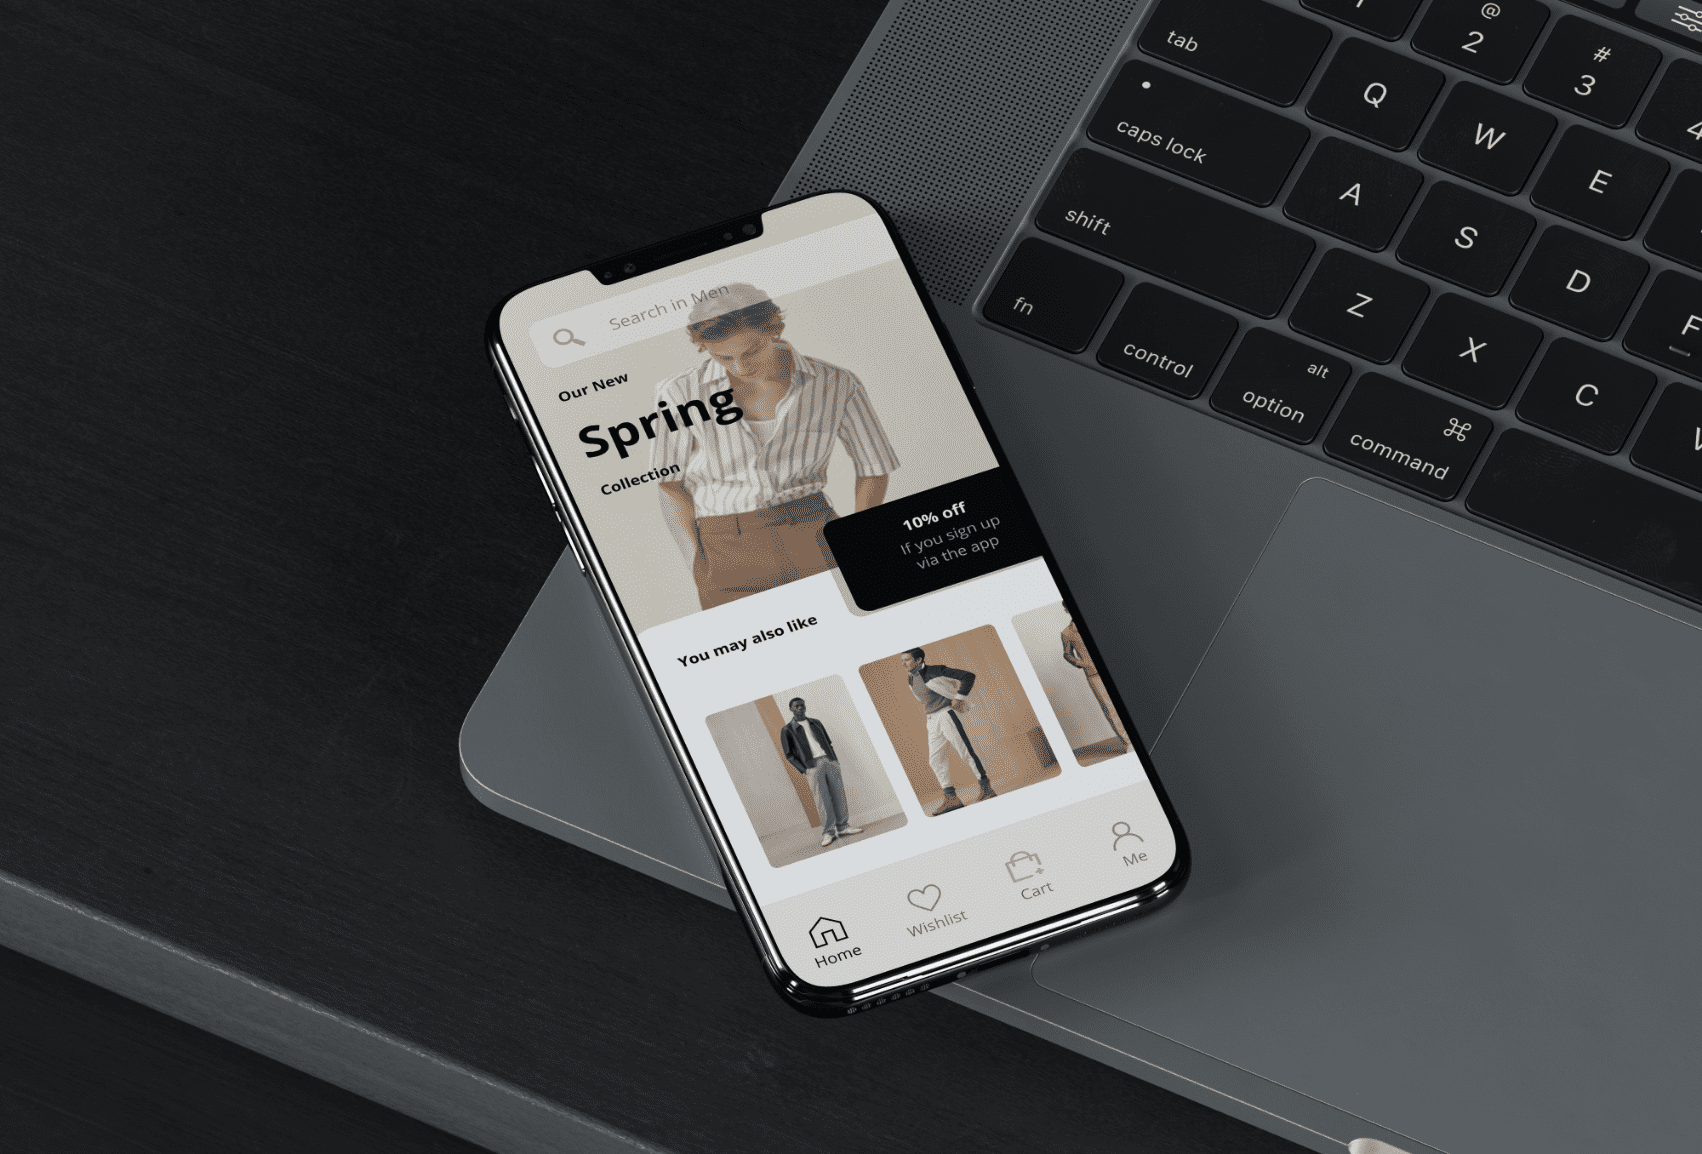 Search in Men
Our New
Spring
Collection
10% off
If you sign up
via the app
You may also like
Home
Wishlist
Cart
Me
@
2
#
3
4
tab
Q
W
E
caps lock
A
S
D
F
shift
Z
X
C
fn
control
alt
option
⌘
command